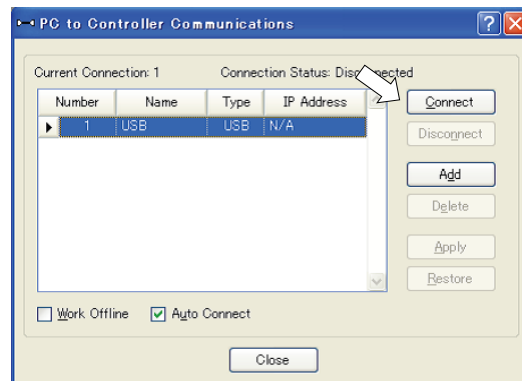 PC to Controller Communications
Current Connection: 1 Connection Status: Disconnected
Number Name Type IP Address
1 USB USB N/A
Connect
Disconnect
Add
Delete
Apply
Restore
Work Offline Auto Connect
Close